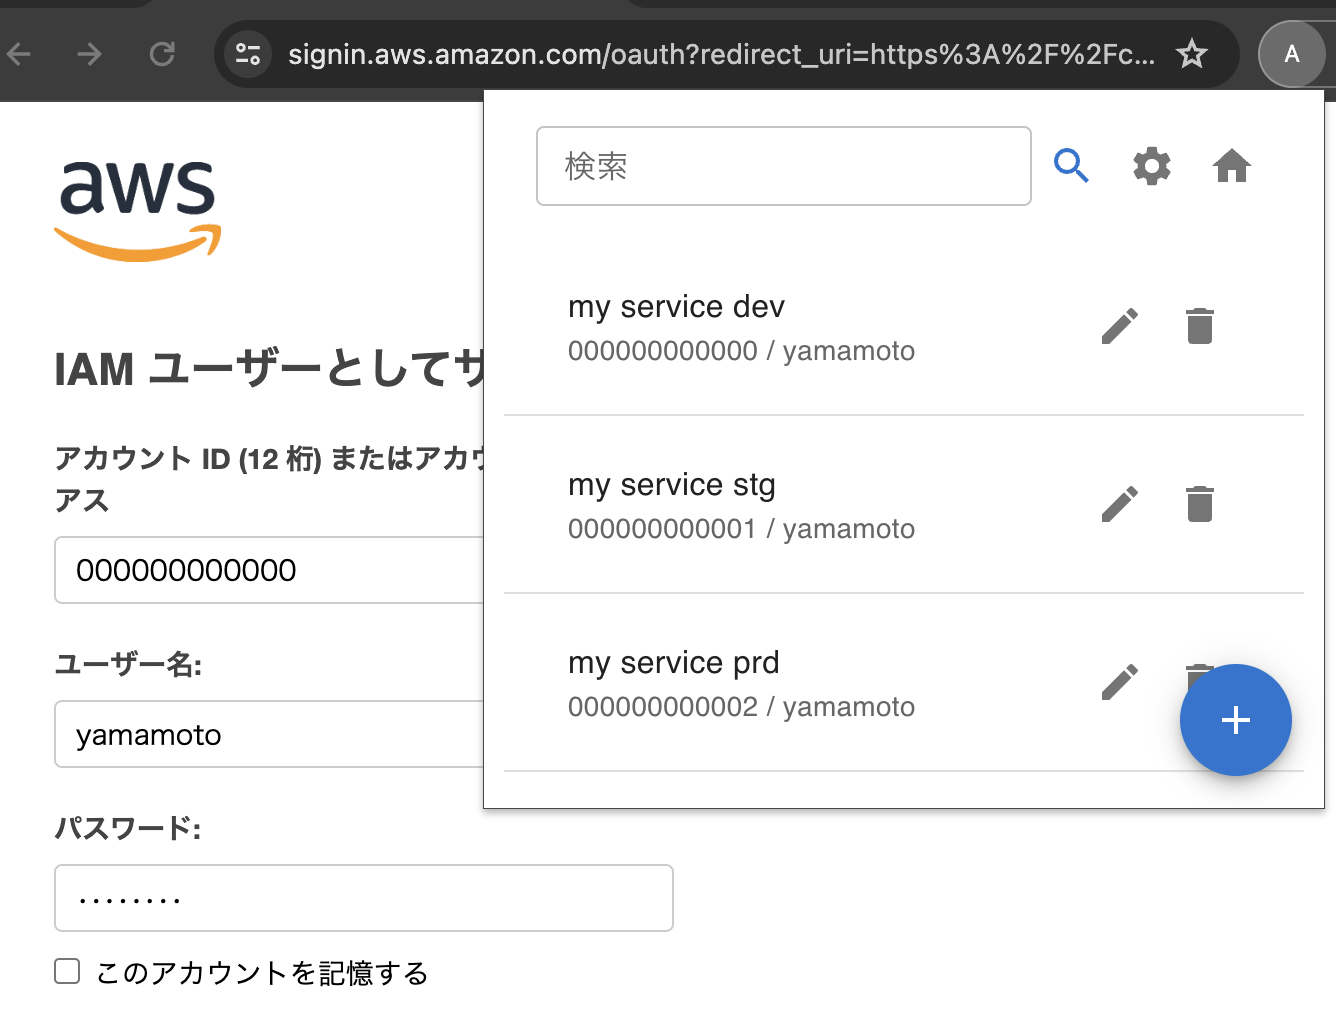 signin.aws.amazon.com/oauth?redirect_uri=https%3A%2F%2Fc...
A
aws
IAM ユーザーとしてサ
アカウント ID (12 桁) またはアカウ
アス
000000000000
ユーザー名:
yamamoto
パスワード:
........
このアカウントを記憶する
検索
my service dev
000000000000 / yamamoto
my service stg
000000000001 / yamamoto
my service prd
000000000002 / yamamoto